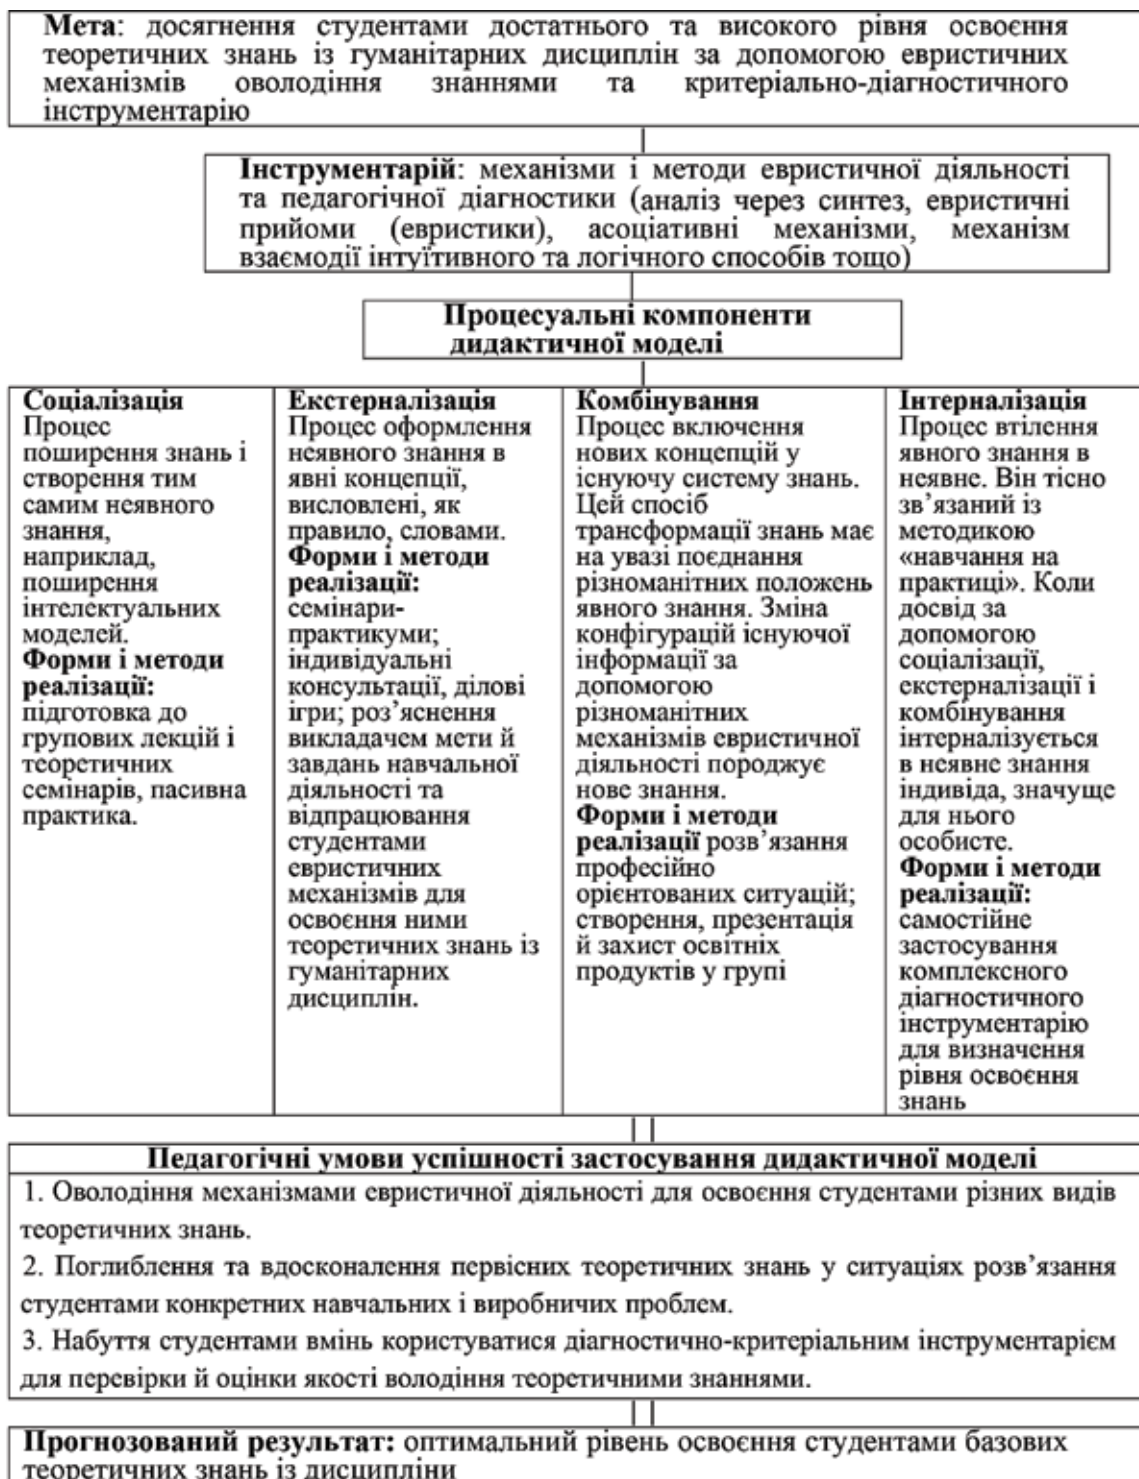 Мета: досягнення студентами достатнього та високого рівня освоєння
теоретичних знань із гуманітарних дисциплін за допомогою евристичних
механізмів оволодіння знаннями та критеріально-діагностичного
інструментарію
Інструментарій: механізми і методи евристичної діяльності
та педагогічної діагностики (аналіз через синтез, евристичні
прийоми (евристики), асоціативні механізми, механізм
взаємодії інтуїтивного та логічного способів тощо)
Процесуальні компоненти
дидактичної моделі
Соціалізація
Процес
поширення знань і
створення тим
самим неявного
знання,
наприклад,
поширення
інтелектуальних
моделей.
Форми і методи
реалізації:
підготовка до
групових лекцій і
теоретичних
семінарів, пасивна
практика.
Екстерналізація
Процес оформлення
неявного знання в
явні концепції,
висловлені, як
правило, словами.
Форми і методи
реалізації:
семінари-
практикуми;
індивідуальні
консультації, ділові
ігри; роз’яснення
викладачем мети й
завдань навчальної
діяльності та
відпрацювання
студентами
евристичних
механізмів для
освоєння ними
теоретичних знань із
гуманітарних
дисциплін.
Комбінування
Процес включення
нових концепцій у
існуючу систему знань.
Цей спосіб
трансформації знань має
на увазі поєднання
різноманітних положень
явного знання. Зміна
конфігурацій існуючої
інформації за
допомогою
різноманітних
механізмів евристичної
діяльності породжує
нове знання.
Форми і методи
реалізації розв’язання
професійно
орієнтованих ситуацій;
створення, презентація
й захист освітніх
продуктів у групі
Інтерналізація
Процес втілення
явного знання в
неявне. Він тісно
зв’язаний із
методикою
«навчання на
практиці». Коли
досвід за
допомогою
соціалізації,
екстерналізації і
комбінування
інтерналізується
в неявне знання
індивіда, значуще
для нього
особисте.
Форми і методи
реалізації:
самостійне
застосування
комплексного
діагностичного
інструментарію
для визначення
рівня освоєння
знань
Педагогічні умови успішності застосування дидактичної моделі
1. Оволодіння механізмами евристичної діяльності для освоєння студентами різних видів
теоретичних знань.
2. Поглиблення та вдосконалення первісних теоретичних знань у ситуаціях розв’язання
студентами конкретних навчальних і виробничих проблем.
3. Набуття студентами вмінь користуватися діагностично-критеріальним інструментарієм
для перевірки й оцінки якості володіння теоретичними знаннями.
Прогнозований результат: оптимальний рівень освоєння студентами базових
теоретичних знань із дисципліни